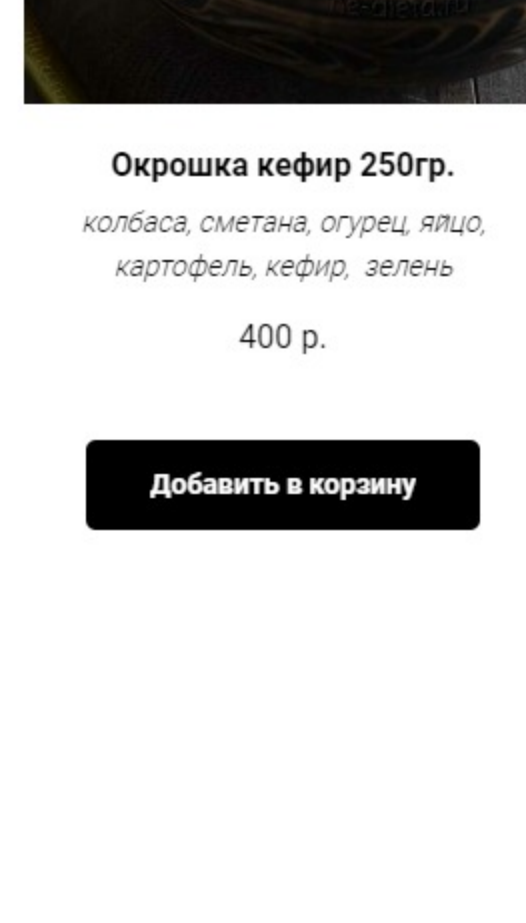 Окрошка кефир 250гр.
колбаса, сметана, огурец, яйцо,
картофель, кефир, зелень
400 р.
Добавить в корзину